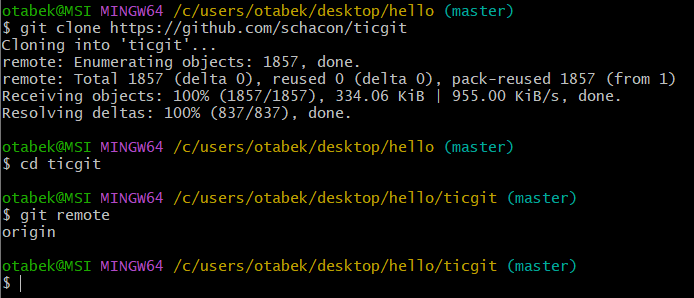 otabek@MSI MINGW64 /c/users/otabek/desktop/hello (master)
$ git clone https://github.com/schacon/ticgit
Cloning into 'ticgit'...
remote: Enumerating objects: 1857, done.
remote: Total 1857 (delta 0), reused 0 (delta 0), pack-reused 1857 (from 1)
Receiving objects: 100% (1857/1857), 334.06 KiB | 955.00 KiB/s, done.
Resolving deltas: 100% (837/837), done.
otabek@MSI MINGW64 /c/users/otabek/desktop/hello (master)
$ cd ticgit
otabek@MSI MINGW64 /c/users/otabek/desktop/hello/ticgit (master)
$ git remote
origin
otabek@MSI MINGW64 /c/users/otabek/desktop/hello/ticgit (master)
$